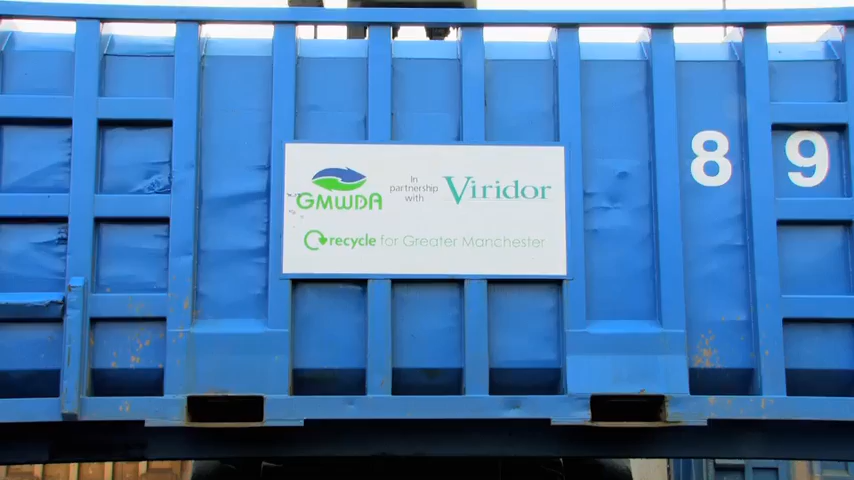 GMWDA
In
partnership
with
Viridor
recycle for Greater Manchester
8 9